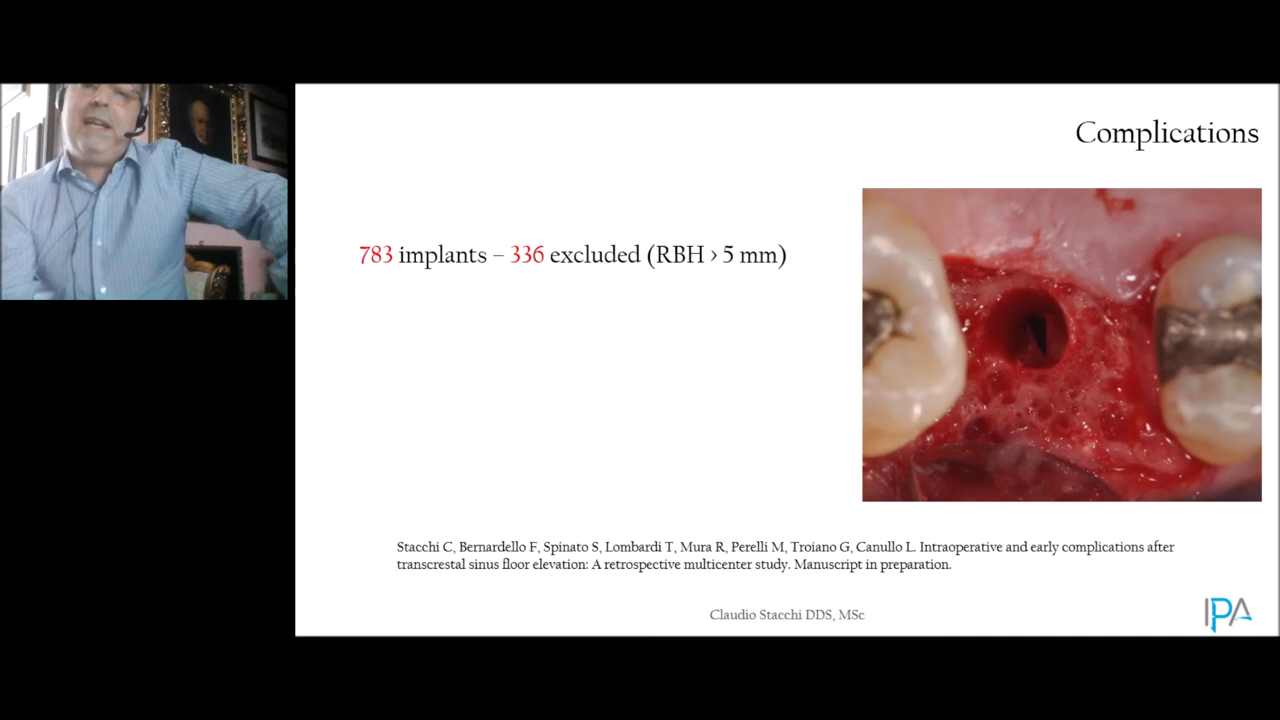 Complications
783 implants – 336 excluded (RBH > 5 mm)
Stacchi C, Bernardello F, Spinato S, Lombardi T, Mura R, Perelli M, Troiano G, Canullo L. Intraoperative and early complications after
transcrestal sinus floor elevation: A retrospective multicenter study. Manuscript in preparation.
Claudio Stacchi DDS, MSc
IPA